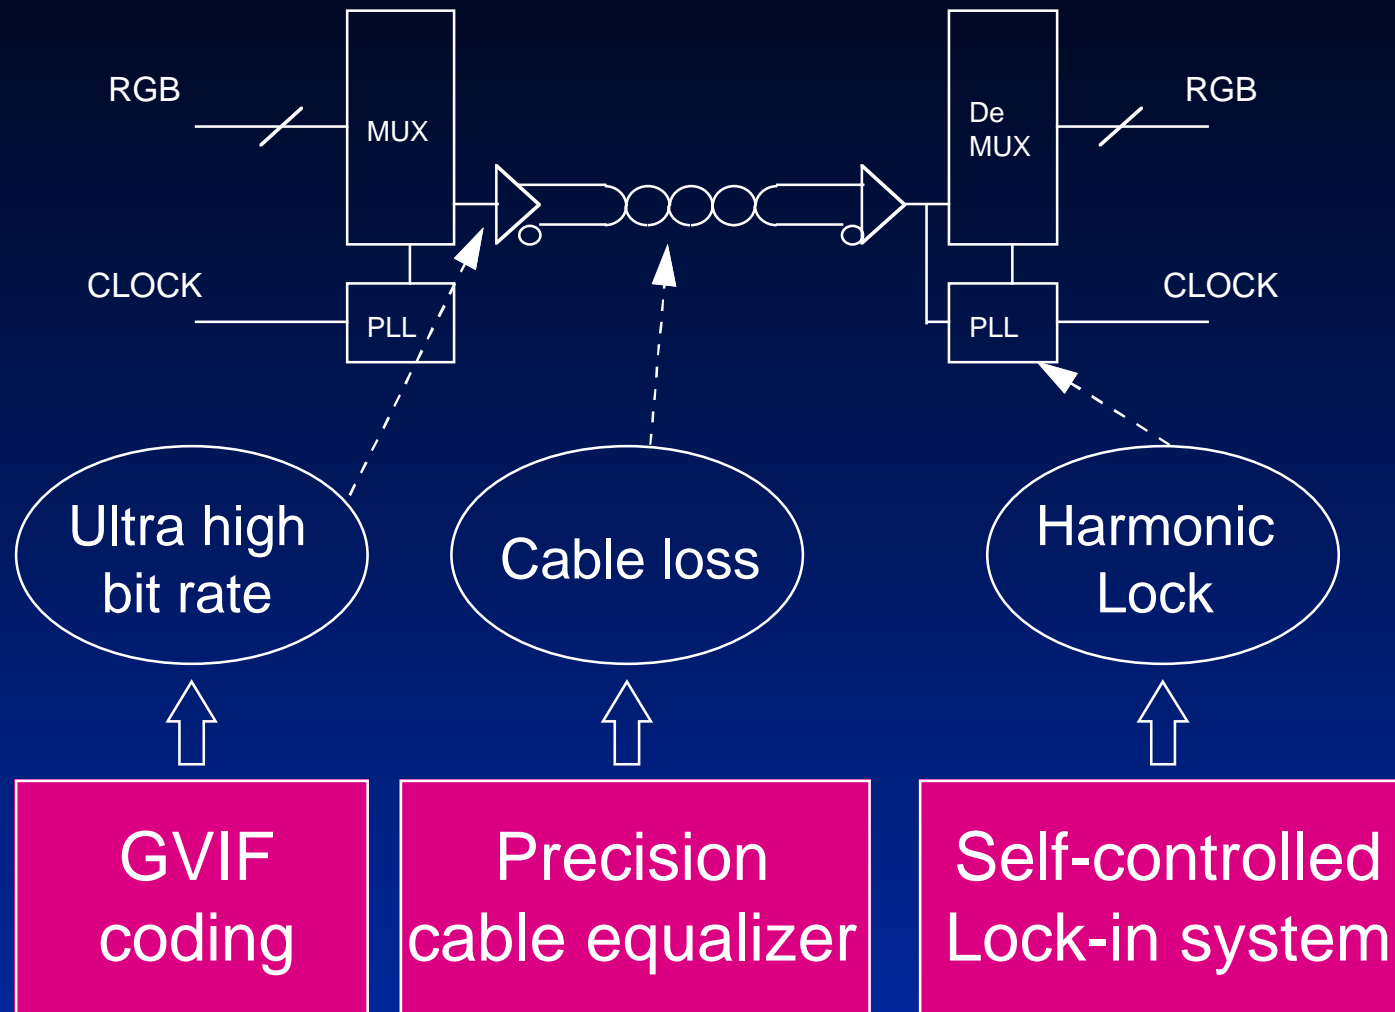 RGB
MUX
CLOCK
PLL
De
MUX
RGB
PLL
CLOCK
Ultra high
bit rate
Cable loss
Harmonic
Lock
GVIF
coding
Precision
cable equalizer
Self-controlled
Lock-in system